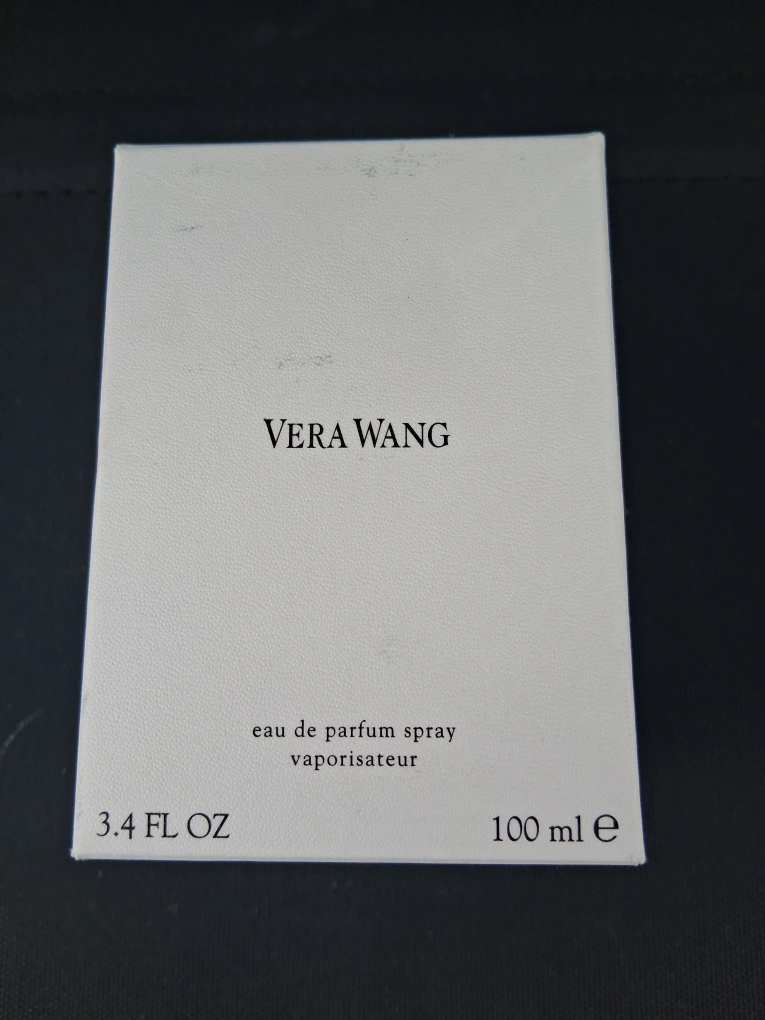 VERA WANG
eau de parfum spray
vaporisateur
3.4 FL OZ
100 ml ℮